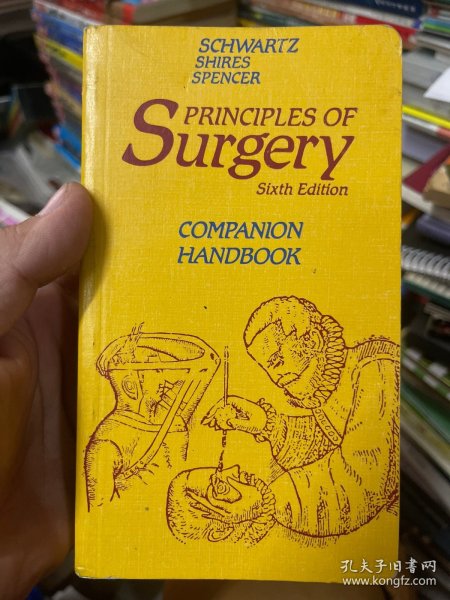 SCHWARTZ
SHIRES
SPENCER
PRINCIPLES OF
Surgery
Sixth Edition
COMPANION
HANDBOOK
孔夫子旧书网
www.kongfz.com